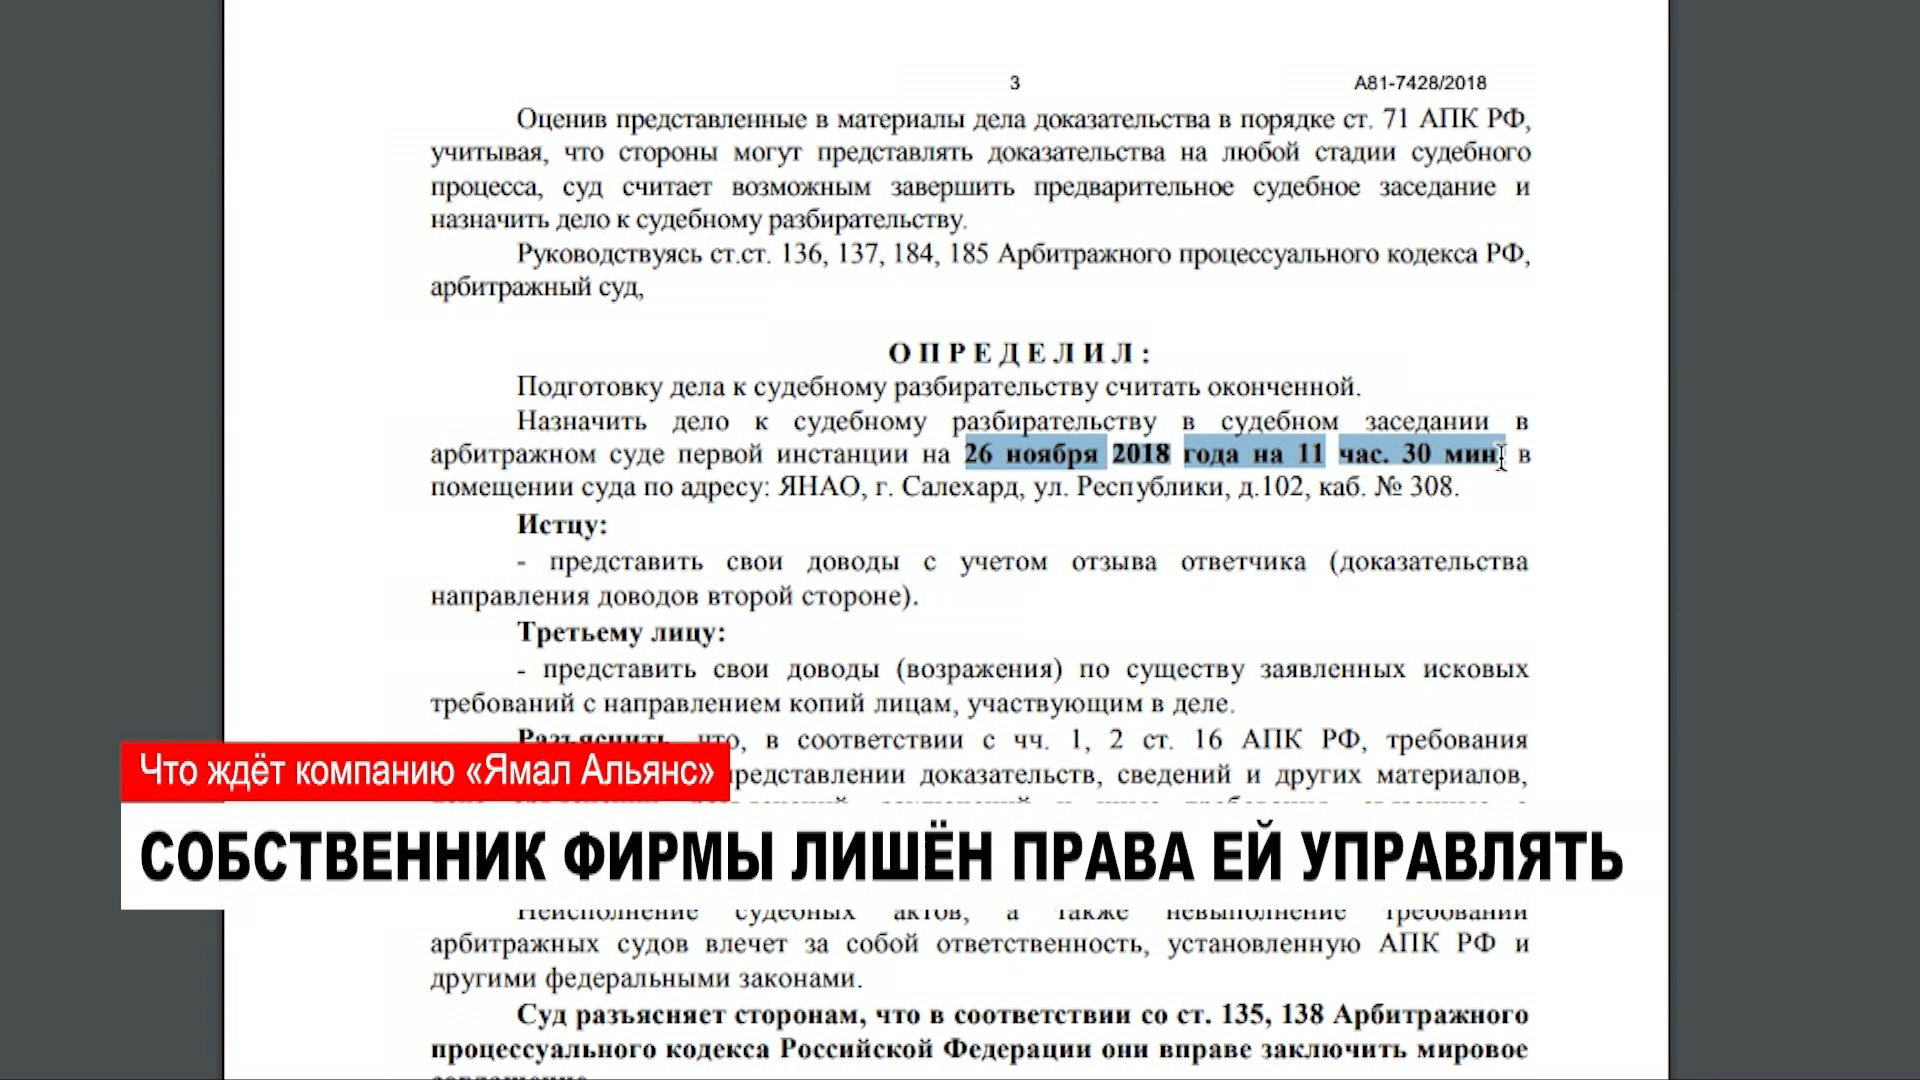 3
А81-7428/2018
Оценив представленные в материалы дела доказательства в порядке ст. 71 АПК РФ,
учитывая, что стороны могут представлять доказательства на любой стадии судебного
процесса, суд считает возможным завершить предварительное судебное заседание и
назначить дело к судебному разбирательству.
Руководствуясь ст.ст. 136, 137, 184, 185 Арбитражного процессуального кодекса РФ,
арбитражный суд,
О П Р Е Д Е Л И Л :
Подготовку дела к судебному разбирательству считать оконченной.
Назначить дело к судебному разбирательству в судебном заседании в
арбитражном суде первой инстанции на 26 ноября 2018 года на 11 час. 30 мин. в
помещении суда по адресу: ЯНАО, г. Салехард, ул. Республики, д.102, каб. № 308.
Истцу:
- представить свои доводы с учетом отзыва ответчика (доказательства
направления доводов второй стороне).
Третьему лицу:
- представить свои доводы (возражения) по существу заявленных исковых
требований с направлением копий лицам, участвующим в деле.
Разъяснить, что, в соответствии с чч. 1, 2 ст. 16 АПК РФ, требования
представлении доказательств, сведений и других материалов,
Что ждёт компанию «Ямал Альянс»
СОБСТВЕННИК ФИРМЫ ЛИШЁН ПРАВА ЕЙ УПРАВЛЯТЬ
Неисполнение судебных актов, а также невыполнение требований
арбитражных судов влечет за собой ответственность, установленную АПК РФ и
другими федеральными законами.
Суд разъясняет сторонам, что в соответствии со ст. 135, 138 Арбитражного
процессуального кодекса Российской Федерации они вправе заключить мировое